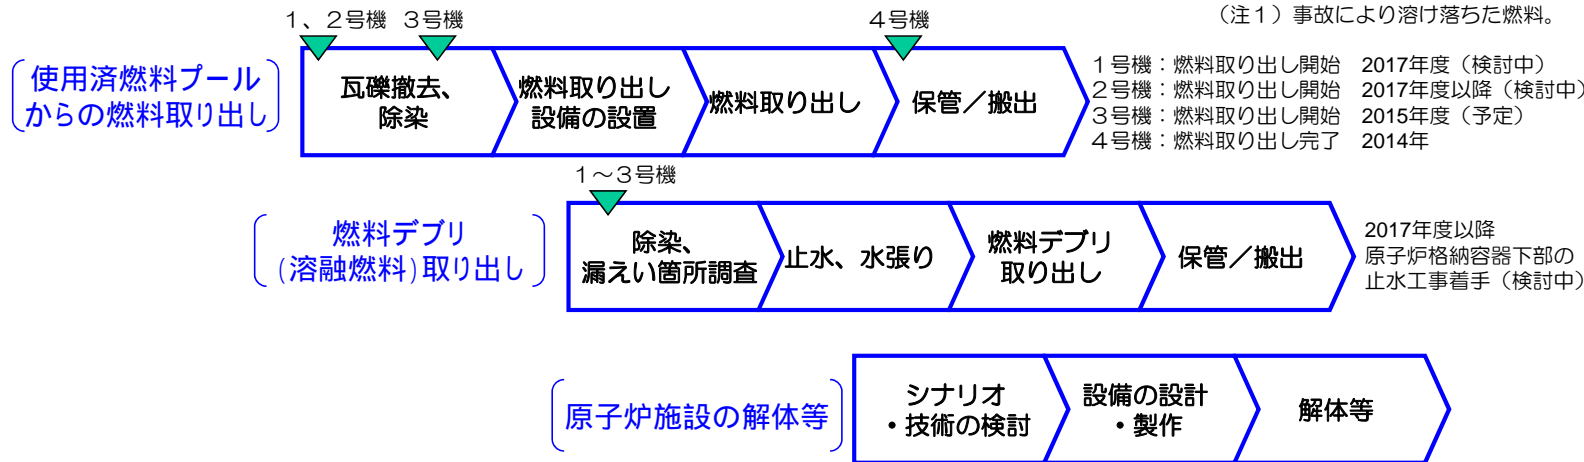 （注１）事故により溶け落ちた燃料。
１、２号機
３号機
４号機
使用済燃料プール
からの燃料取り出し
瓦礫撤去、
除染
燃料取り出し
設備の設置
燃料取り出し
保管／搬出
１号機：燃料取り出し開始　2017年度（検討中）
２号機：燃料取り出し開始　2017年度以降（検討中）
３号機：燃料取り出し開始　2015年度（予定）
４号機：燃料取り出し完了　2014年
１～３号機
燃料デブリ
(溶融燃料)取り出し
除染、
漏えい箇所調査
止水、水張り
燃料デブリ
取り出し
保管／搬出
2017年度以降
原子炉格納容器下部の
止水工事着手（検討中）
原子炉施設の解体等
シナリオ
・技術の検討
設備の設計
・製作
解体等